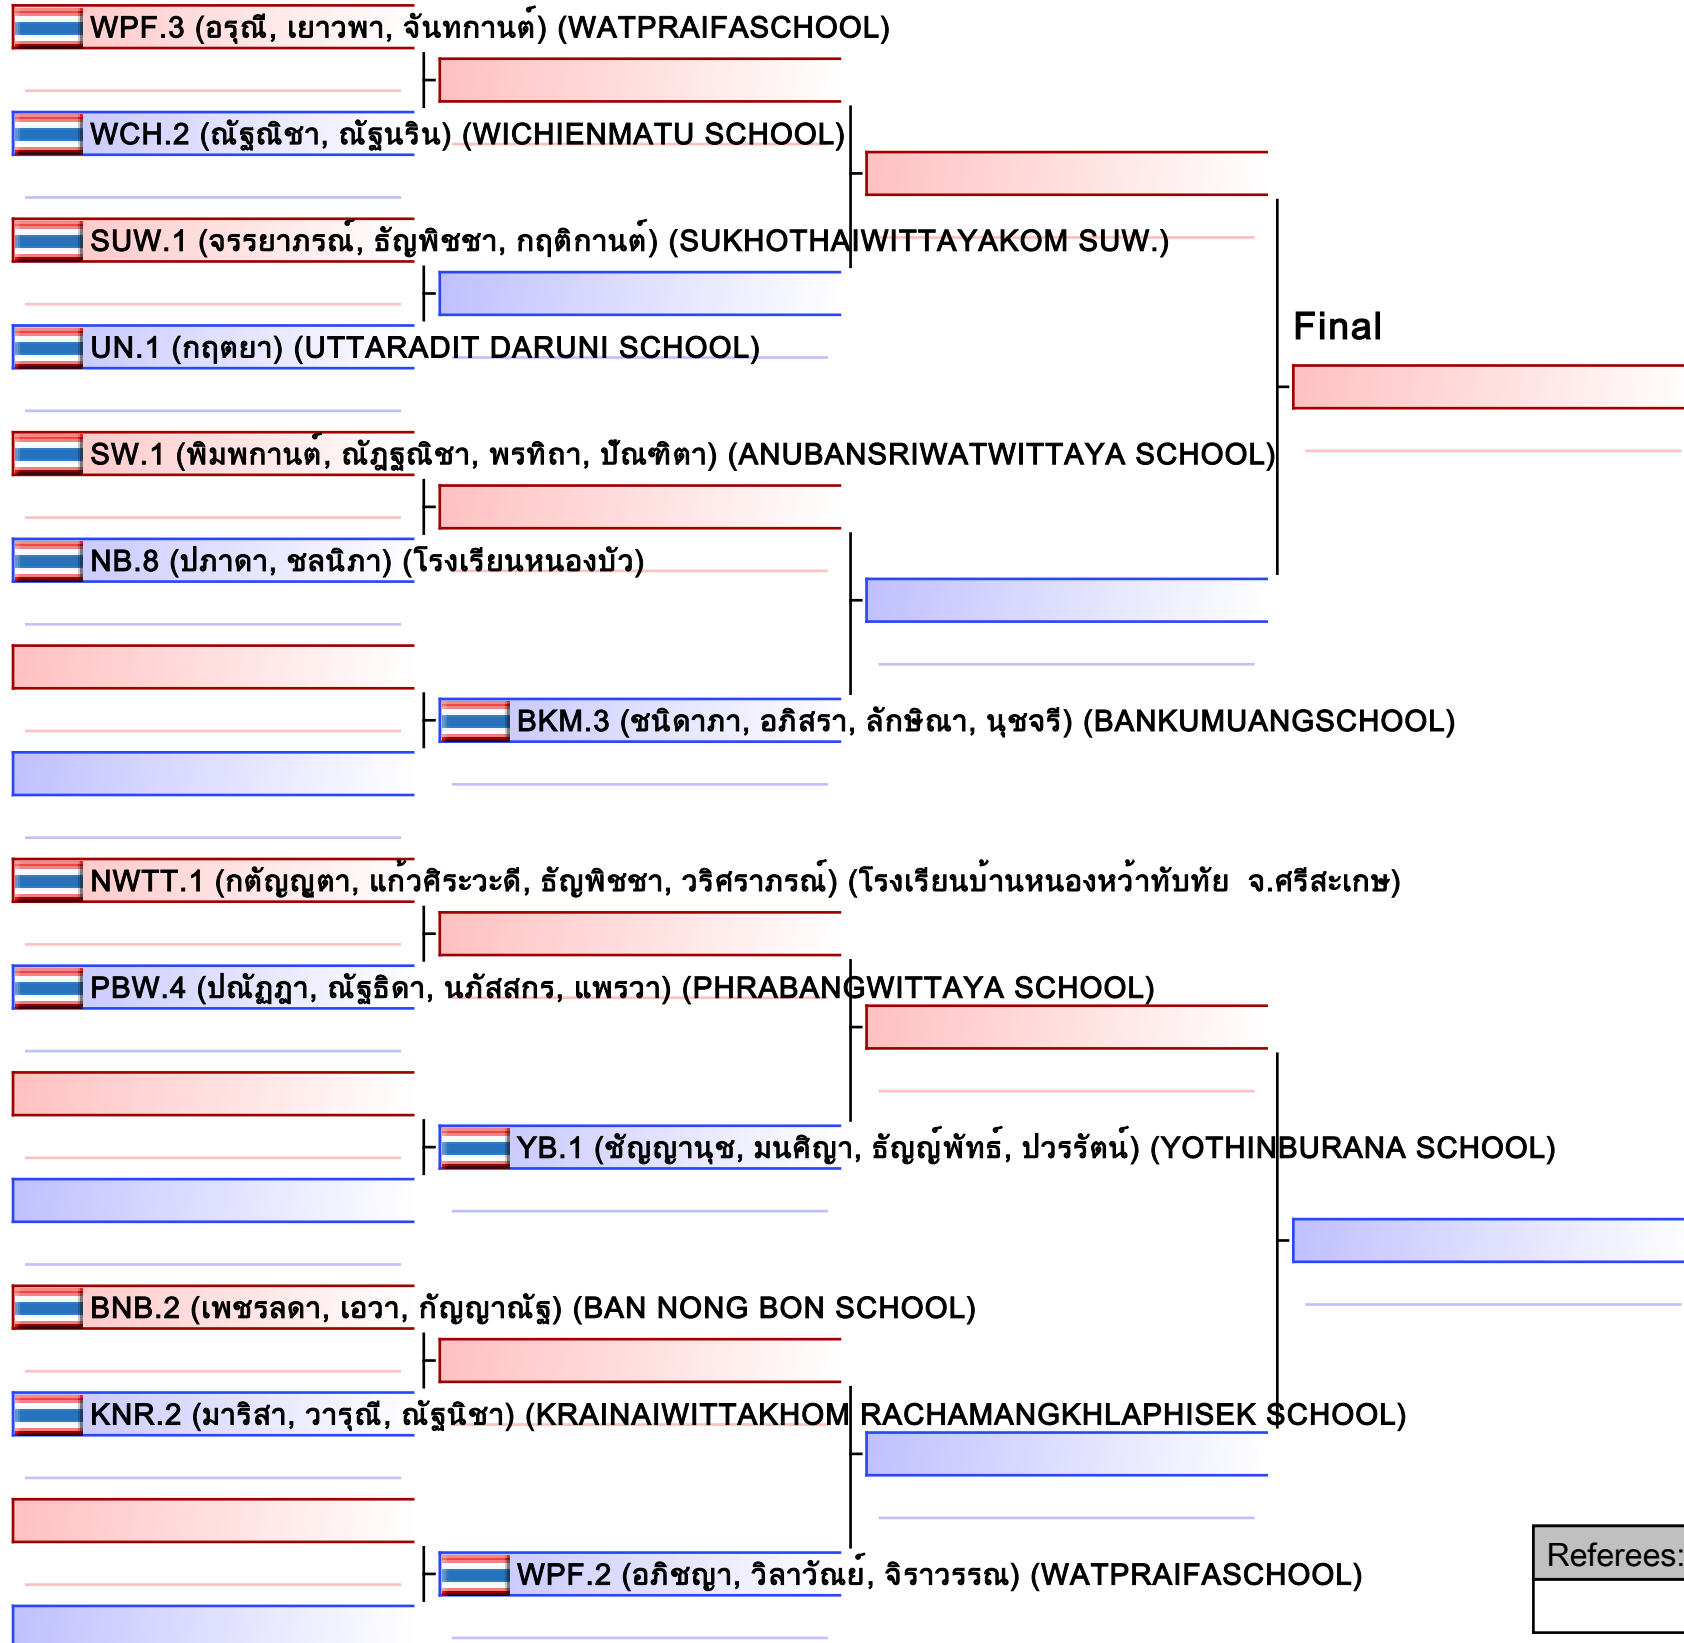 WPF.3 (อรุณี, เยาวพา, จันทกานต์) (WATPRAIFASCHOOL)
WCH.2 (ณัฐณิชา, ณัฐนริน) (WICHIENMATU SCHOOL)
SUW.1 (จรรยาภรณ์, ธัญพิชชา, กฤติกานต์) (SUKHOTHAIWITTAYAKOM SUW.)
Final
UN.1 (กฤตยา) (UTTARADIT DARUNI SCHOOL)
SW.1 (พิมพกานต์, ณัฎฐณิชา, พรทิถา, ปัณฑิตา) (ANUBANSRIWATWITTAYA SCHOOL)
NB.8 (ปภาดา, ชลนิภา) (โรงเรียนหนองบัว)
BKM.3 (ชนิดาภา, อภิสรา, ลักษิณา, นุชจรี) (BANKUMUANGSCHOOL)
NWTT.1 (กตัญญุตา, แก้วศิระวะดี, ธัญพิชชา, วริศราภรณ์) (โรงเรียนบ้านหนองหว้าทับทัย  จ.ศรีสะเกษ)
PBW.4 (ปณัฏฎา, ณัฐธิดา, นภัสสกร, แพรวา) (PHRABANGWITTAYA SCHOOL)
YB.1 (ชัญญานุช, มนศิญา, ธัญญ์พัทธ์, ปวรรัตน์) (YOTHINBURANA SCHOOL)
BNB.2 (เพชรลดา, เอวา, กัญญาณัฐ) (BAN NONG BON SCHOOL)
KNR.2 (มาริสา, วารุณี, ณัฐนิชา) (KRAINAIWITTAKHOM RACHAMANGKHLAPHISEK SCHOOL)
Referees:
WPF.2 (อภิชญา, วิลาวัณย์, จิราวรรณ) (WATPRAIFASCHOOL)